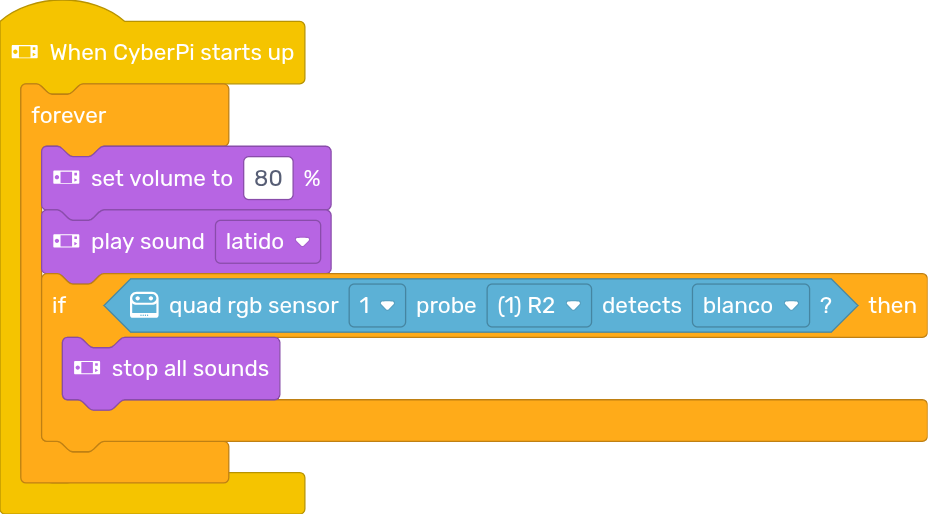 When CyberPi starts up
forever
set volume to 80 %
play sound latido
if quad rgb sensor 1 probe (1) R2 detects blanco ? then
stop all sounds